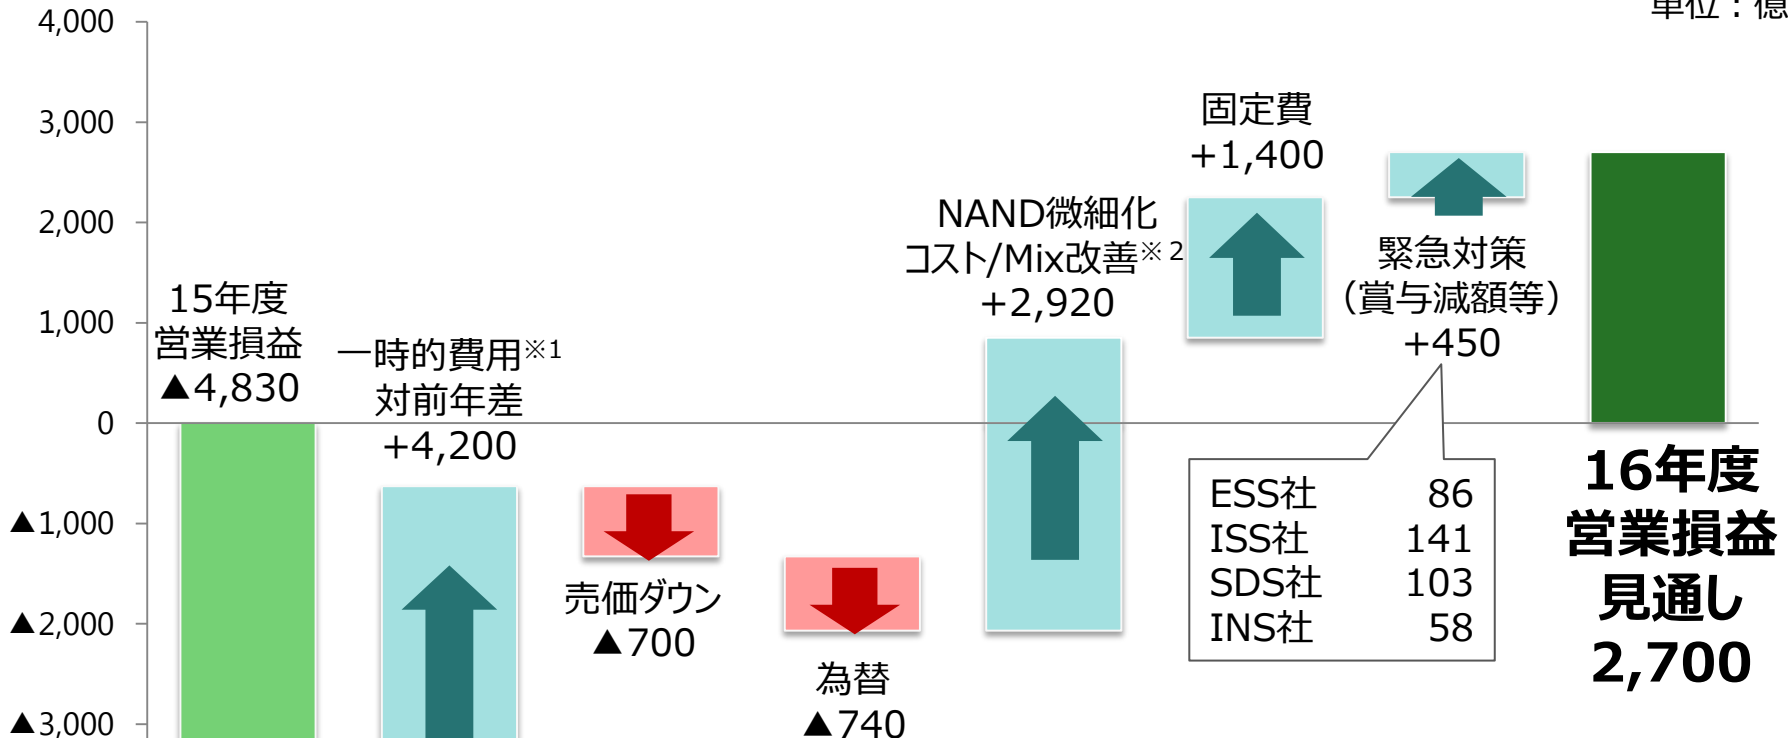 単位：億
4,000
3,000
2,000
1,000
0
▲1,000
▲2,000
▲3,000
15年度
営業損益
▲4,830
一時的費用※1
対前年差
+4,200
売価ダウン
▲700
為替
▲740
NAND微細化
コスト/Mix改善※2
+2,920
固定費
+1,400
緊急対策
（賞与減額等）
+450
ESS社 86
ISS社 141
SDS社 103
INS社 58
16年度
営業損益
見通し
2,700